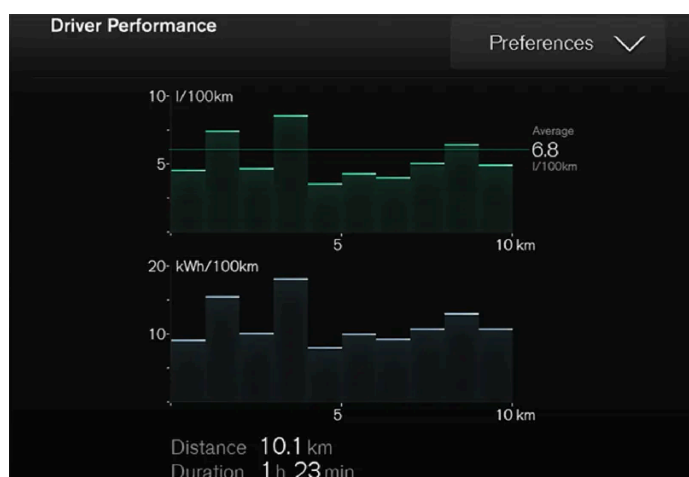 Driver Performance
Preferences
10- l/100km
Average
6.8
l/100km
5-
5
10 km
20- kWh/100km
10-
5
10 km
Distance 10.1 km
Duration 1 h 23 min